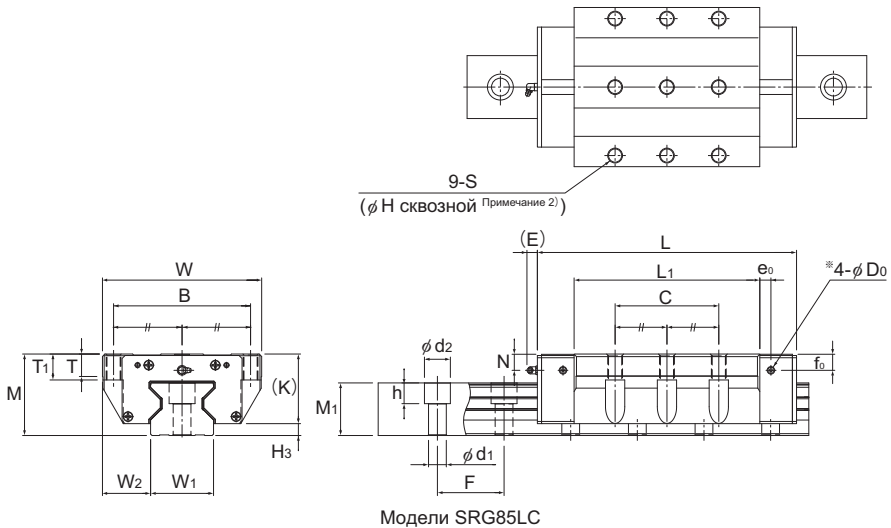 9-S
(φH сквозной Примечание 2))
(E)
L
L1
e0
※4-φD0
C
W
B
T1
T
M
(K)
H3
W2
W1
φd2
N
f0
M1
h
φd1
F
Модели SRG85LC